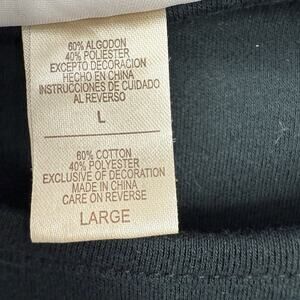 60% ALGODON
40% POLIESTER
EXCEPTO DECORACION
HECHO EN CHINA
INSTRUCCIONES DE CUIDADO
AL REVERSO
L
60% COTTON
40% POLYESTER
EXCLUSIVE OF DECORATION
MADE IN CHINA
CARE ON REVERSE
LARGE